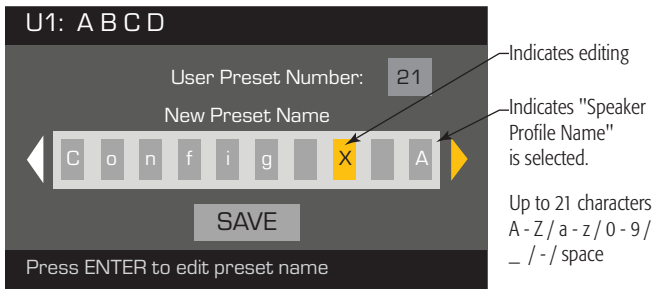 U1: A B C D
User Preset Number: 21
New Preset Name
C o n f i g X A
SAVE
Press ENTER to edit preset name
Indicates editing
Indicates "Speaker
Profile Name"
is selected.
Up to 21 characters
A - Z / a - z / 0 - 9 /
_ / - / space